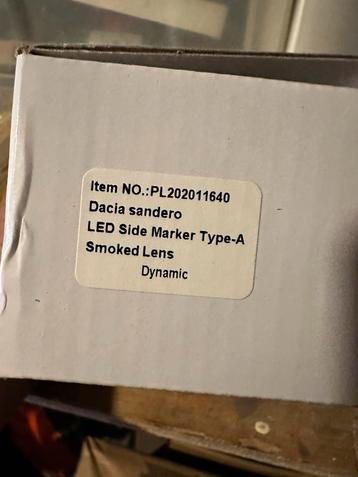 Item NO.:PL202011640
Dacia sandero
LED Side Marker Type-A
Smoked Lens
Dynamic